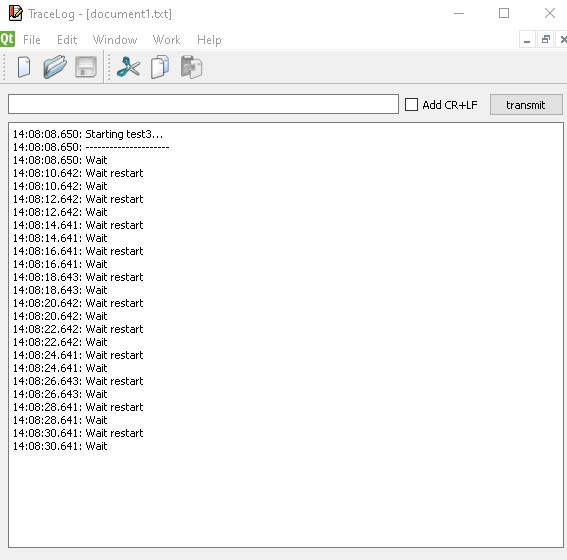 TraceLog - [document1.txt]
Qt File Edit Window Work Help
Add CR+LF transmit
14:08:08.650: Starting test3...
14:08:08.650: ---------------------
14:08:08.650: Wait
14:08:10.642: Wait restart
14:08:10.642: Wait
14:08:12.642: Wait restart
14:08:12.642: Wait
14:08:14.641: Wait restart
14:08:14.641: Wait
14:08:16.641: Wait restart
14:08:16.641: Wait
14:08:18.643: Wait restart
14:08:18.643: Wait
14:08:20.642: Wait restart
14:08:20.642: Wait
14:08:22.642: Wait restart
14:08:22.642: Wait
14:08:24.641: Wait restart
14:08:24.641: Wait
14:08:26.643: Wait restart
14:08:26.643: Wait
14:08:28.641: Wait restart
14:08:28.641: Wait
14:08:30.641: Wait restart
14:08:30.641: Wait